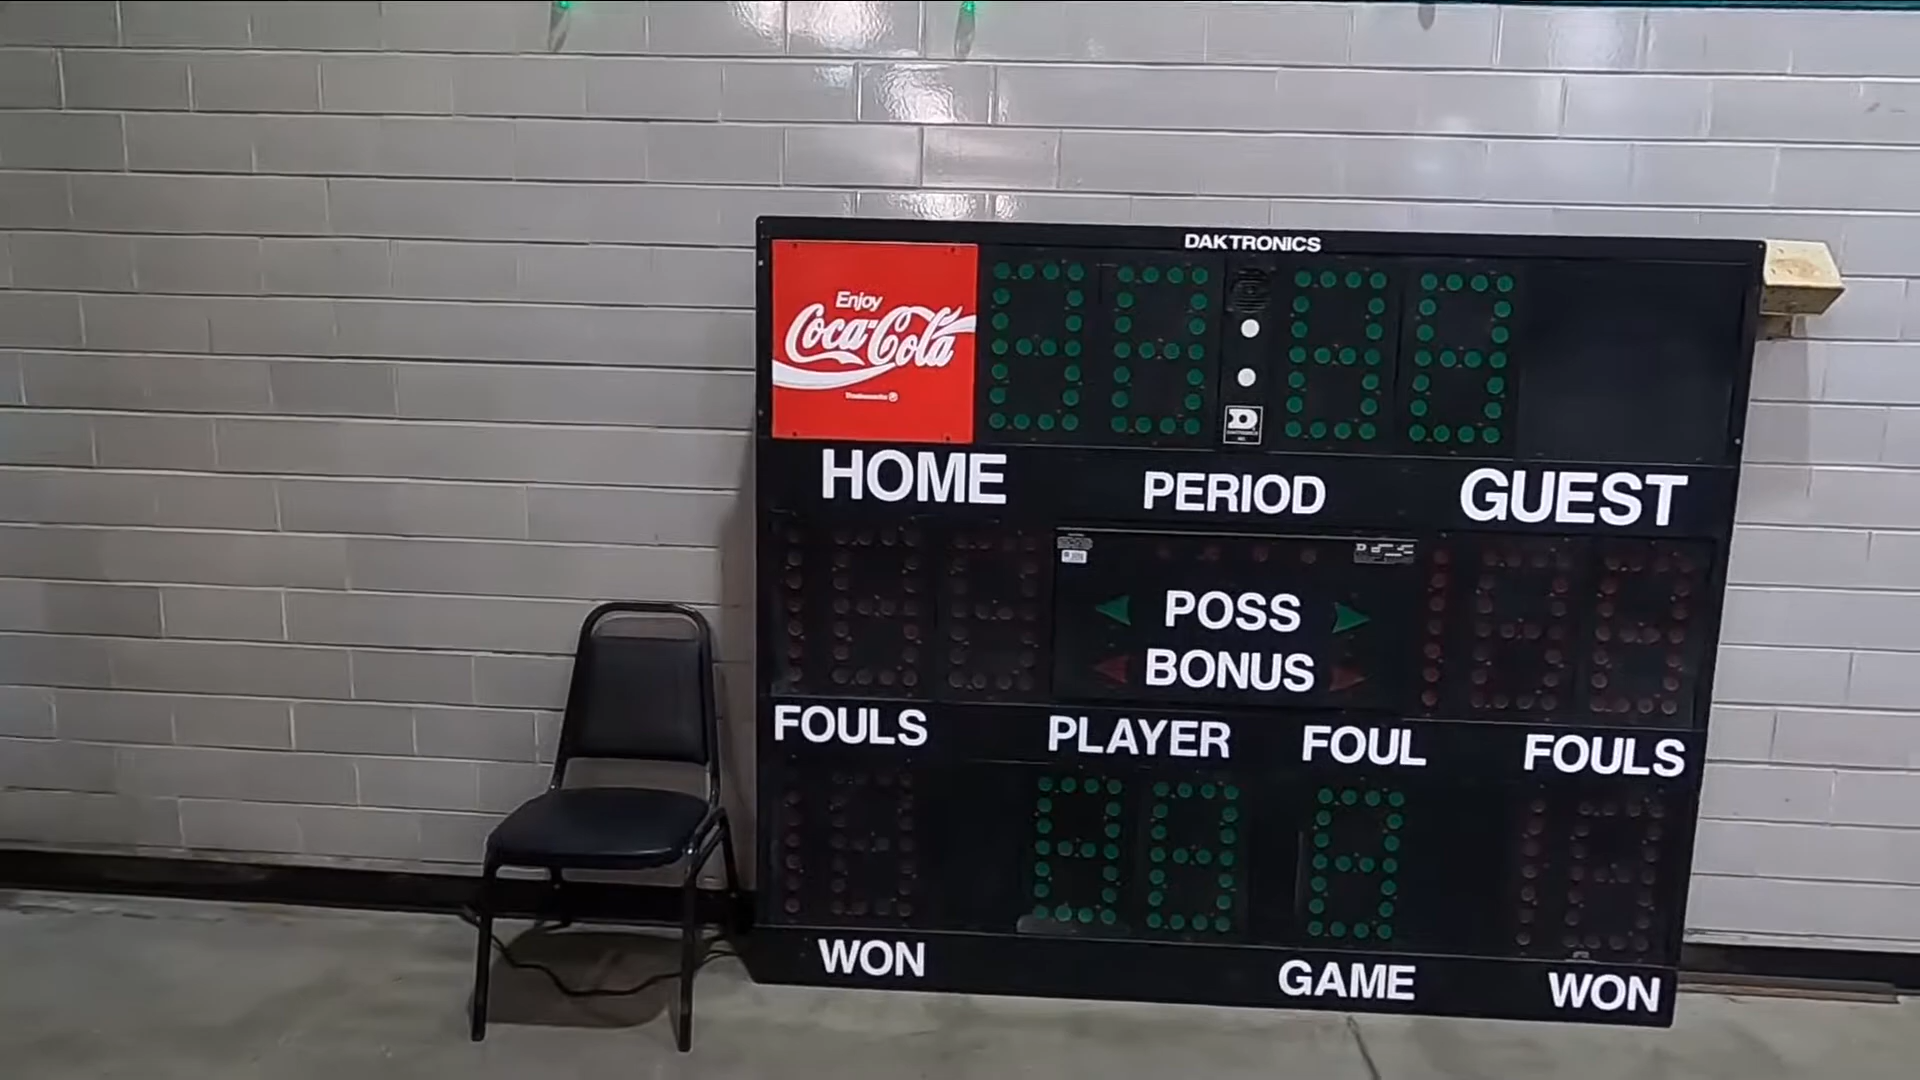 DAKTRONICS
Enjoy
Coca-Cola
HOME PERIOD GUEST
POSS
BONUS
FOULS PLAYER FOUL FOULS
WON GAME WON